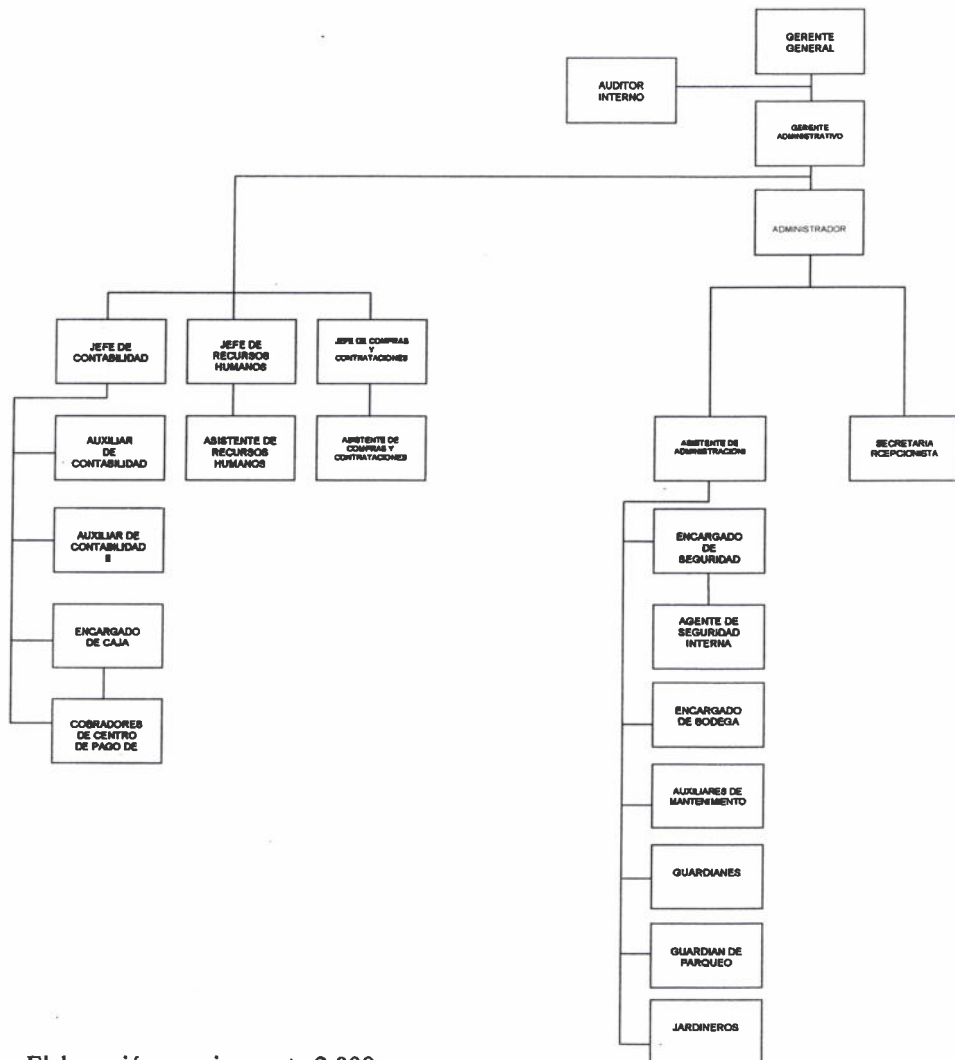 GERENTE
GENERAL
AUDITOR
INTERNO
GERENTE
ADMINISTRATIVO
ADMINISTRADOR
JEFE DE
CONTABILIDAD
JEFE DE
RECURSOS
HUMANOS
JEFE DE COMPRAS
Y
CONTRATACIONES
AUXILIAR
DE
CONTABILIDAD
ASISTENTE DE
RECURSOS
HUMANOS
ASISTENTE DE
COMPRAS Y
CONTRATACIONES
ASISTENTE DE
ADMINISTRACION
SECRETARIA
RCEPCIONISTA
AUXILIAR DE
CONTABILIDAD
II
ENCARGADO
DE CAJA
COBRADORES
DE CENTRO
DE PAGO DE
ENCARGADO
DE
SEGURIDAD
AGENTE DE
SEGURIDAD
INTERNA
ENCARGADO
DE BODEGA
AUXILIARES DE
MANTENIMIENTO
GUARDIANES
GUARDIAN DE
PARQUEO
JARDINEROS